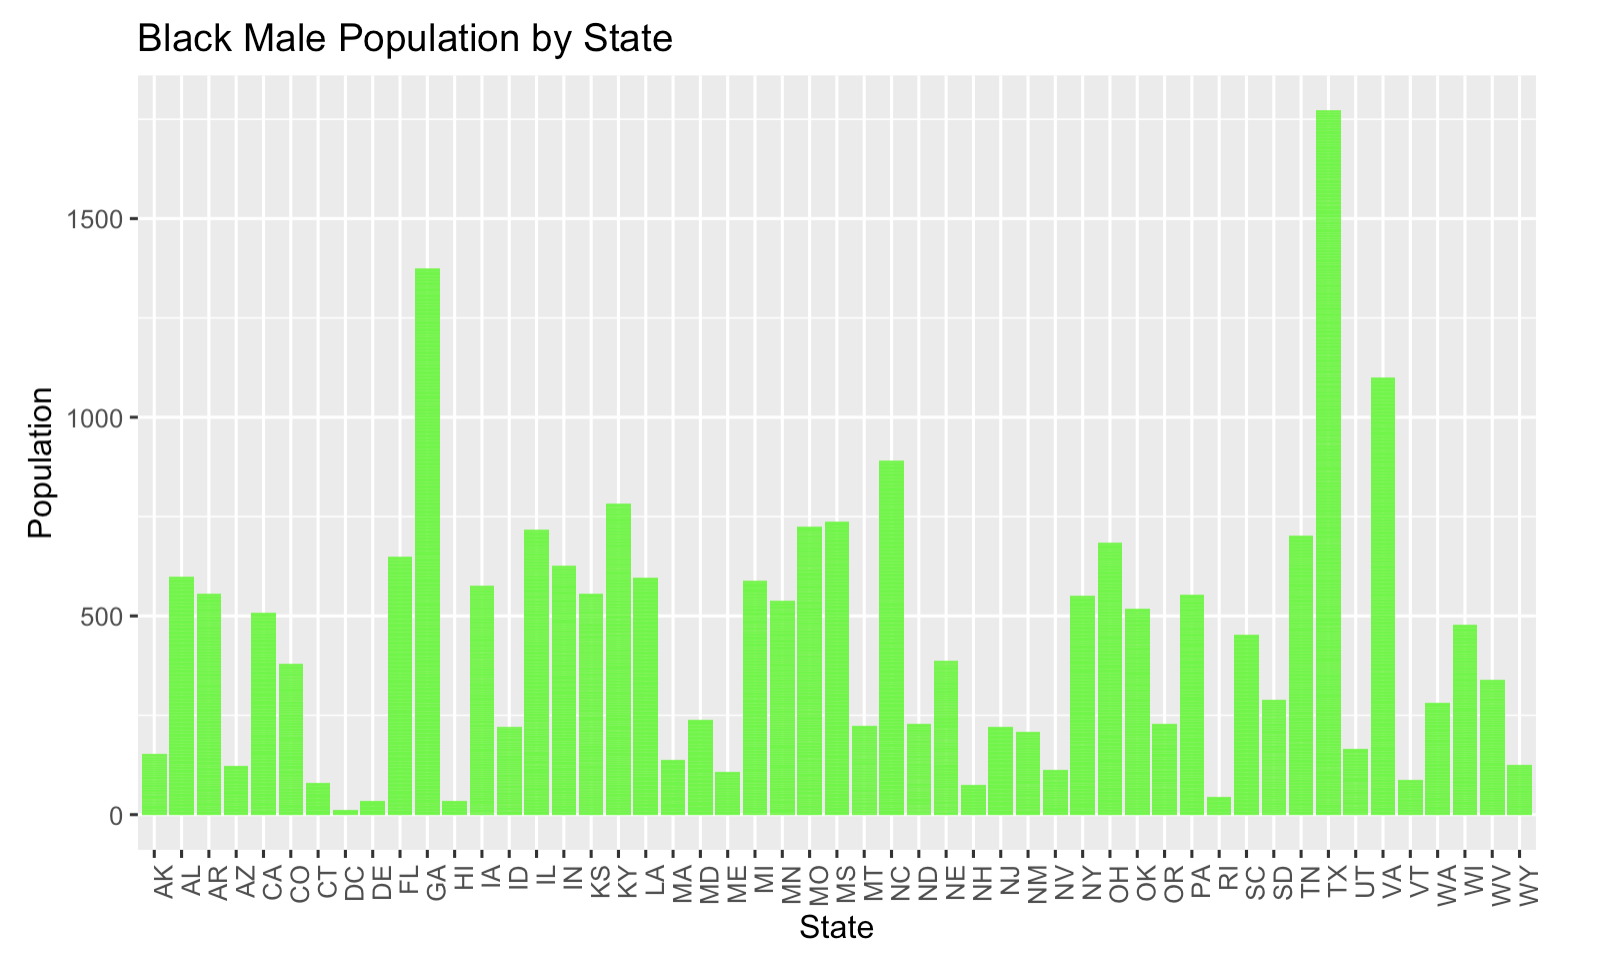 Black Male Population by State
Population
1500
1000
500
0
AK AL AR AZ CA CO CT DC DE FL GA HI IA ID IL IN KS KY LA MA MD ME MI MN MO MS MT NC ND NE NH NJ NM NV NY OH OK OR PA RI SC SD TN TX UT VA VT WA WI WV WY
State